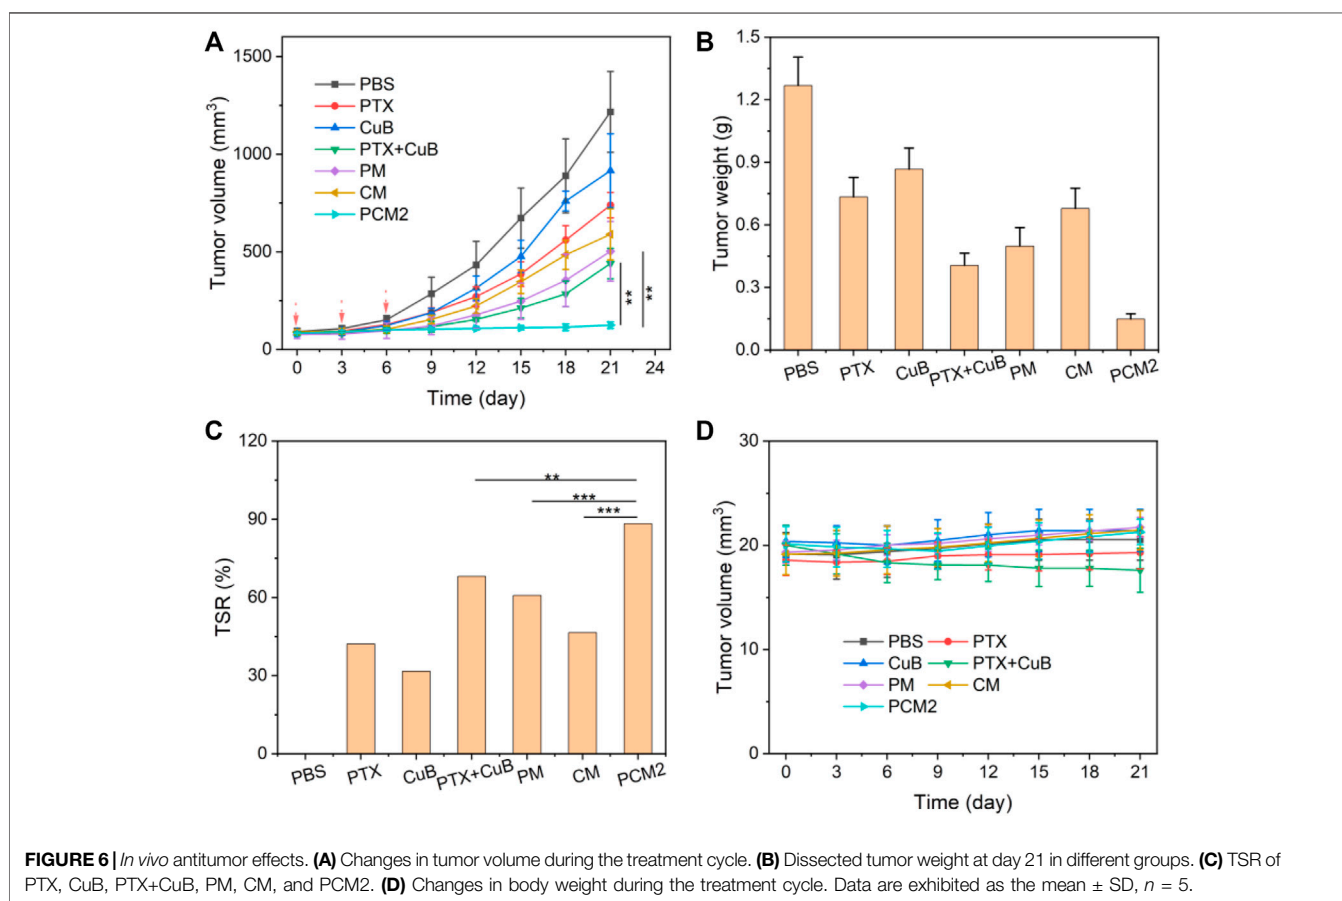 A
Tumor volume (mm³)
1500
1000
500
0
PBS
PTX
CuB
PTX+CuB
PM
CM
PCM2
**
**
0 3 6 9 12 15 18 21 24
Time (day)
B
Tumor weight (g)
1.5
1.2
0.9
0.6
0.3
0.0
PBS PTX CuB PTX+CuB PM CM PCM2
C
TSR (%)
120
90
60
30
0
**
***
***
PBS PTX CuB PTX+CuB PM CM PCM2
D
Tumor volume (mm³)
30
20
10
0
PBS PTX
CuB PTX+CuB
PM CM
PCM2
0 3 6 9 12 15 18 21
Time (day)
FIGURE 6 | In vivo antitumor effects. (A) Changes in tumor volume during the treatment cycle. (B) Dissected tumor weight at day 21 in different groups. (C) TSR of
PTX, CuB, PTX+CuB, PM, CM, and PCM2. (D) Changes in body weight during the treatment cycle. Data are exhibited as the mean ± SD, n = 5.